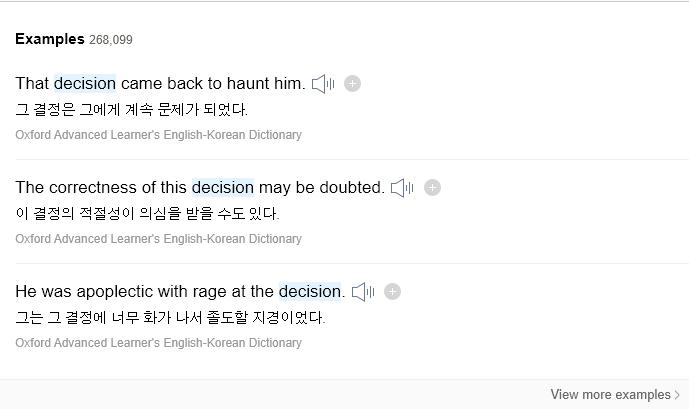 Examples 268,099
That decision came back to haunt him.
그 결정은 그에게 계속 문제가 되었다.
Oxford Advanced Learner's English-Korean Dictionary
The correctness of this decision may be doubted.
이 결정의 적절성이 의심을 받을 수도 있다.
Oxford Advanced Learner's English-Korean Dictionary
He was apoplectic with rage at the decision.
그는 그 결정에 너무 화가 나서 졸도할 지경이었다.
Oxford Advanced Learner's English-Korean Dictionary
View more examples